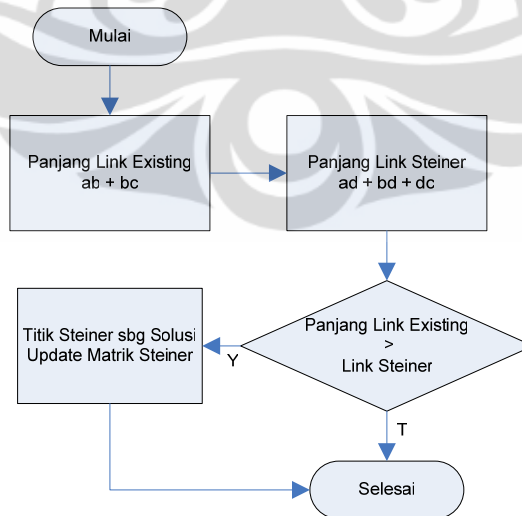 Mulai
Panjang Link Existing
ab + bc
Panjang Link Steiner
ad + bd + dc
Panjang Link Existing
>
Link Steiner
Y
Titik Steiner sbg Solusi
Update Matrik Steiner
T
Selesai